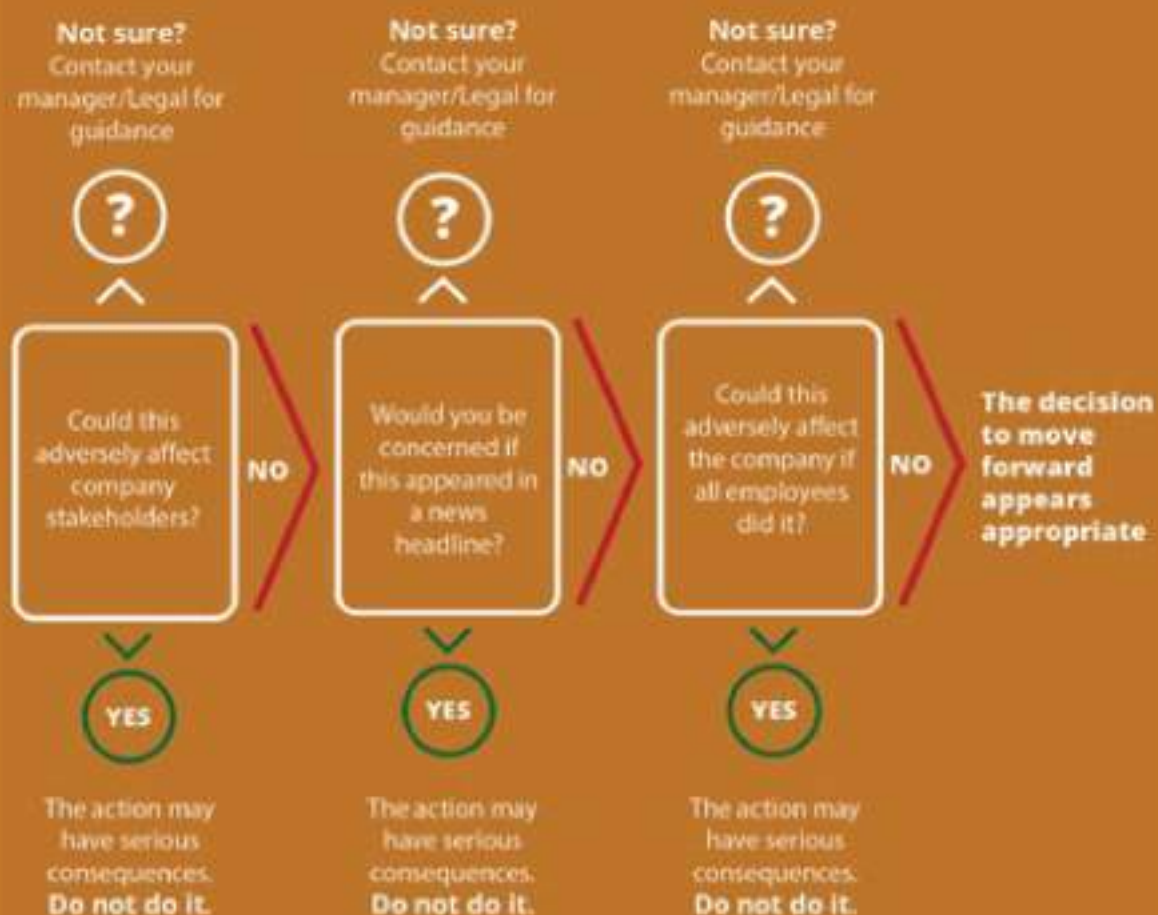 Not sure?
Contact your
manager/Legal for
guidance
?
Not sure?
Contact your
manager/Legal for
guidance
?
Not sure?
Contact your
manager/Legal for
guidance
?
Could this
adversely affect
company
stakeholders?
NO
Would you be
concerned if
this appeared in
a news
headline?
NO
Could this
adversely affect
the company if
all employees
did it?
NO
The decision
to move
forward
appears
appropriate
YES
The action may
have serious
consequences.
Do not do it.
YES
The action may
have serious
consequences.
Do not do it.
YES
The action may
have serious
consequences.
Do not do it.